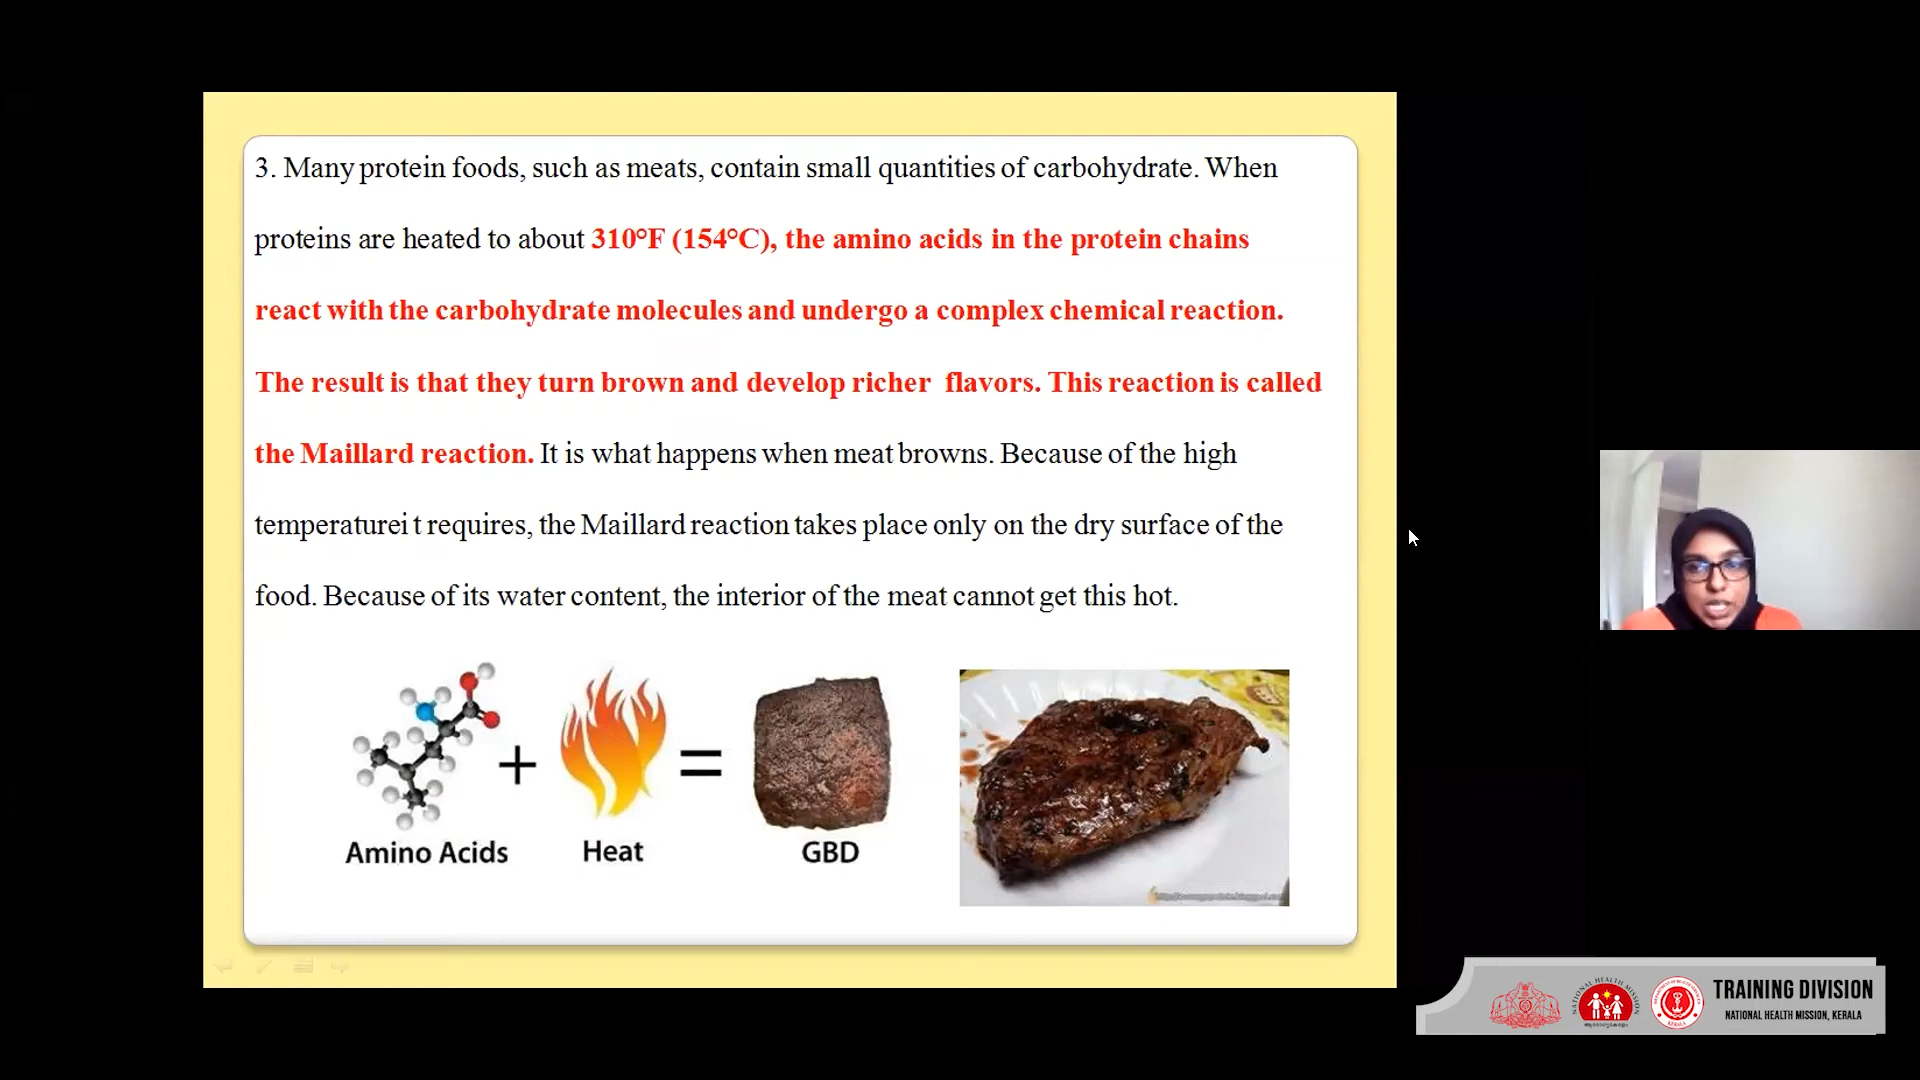 3. Many protein foods, such as meats, contain small quantities of carbohydrate. When
proteins are heated to about 310°F (154°C), the amino acids in the protein chains
react with the carbohydrate molecules and undergo a complex chemical reaction.
The result is that they turn brown and develop richer flavors. This reaction is called
the Maillard reaction. It is what happens when meat browns. Because of the high
temperaturei t requires, the Maillard reaction takes place only on the dry surface of the
food. Because of its water content, the interior of the meat cannot get this hot.
+
=
Amino Acids
Heat
GBD
NATIONAL HEALTH MISSION
TRAINING DIVISION
NATIONAL HEALTH MISSION, KERALA